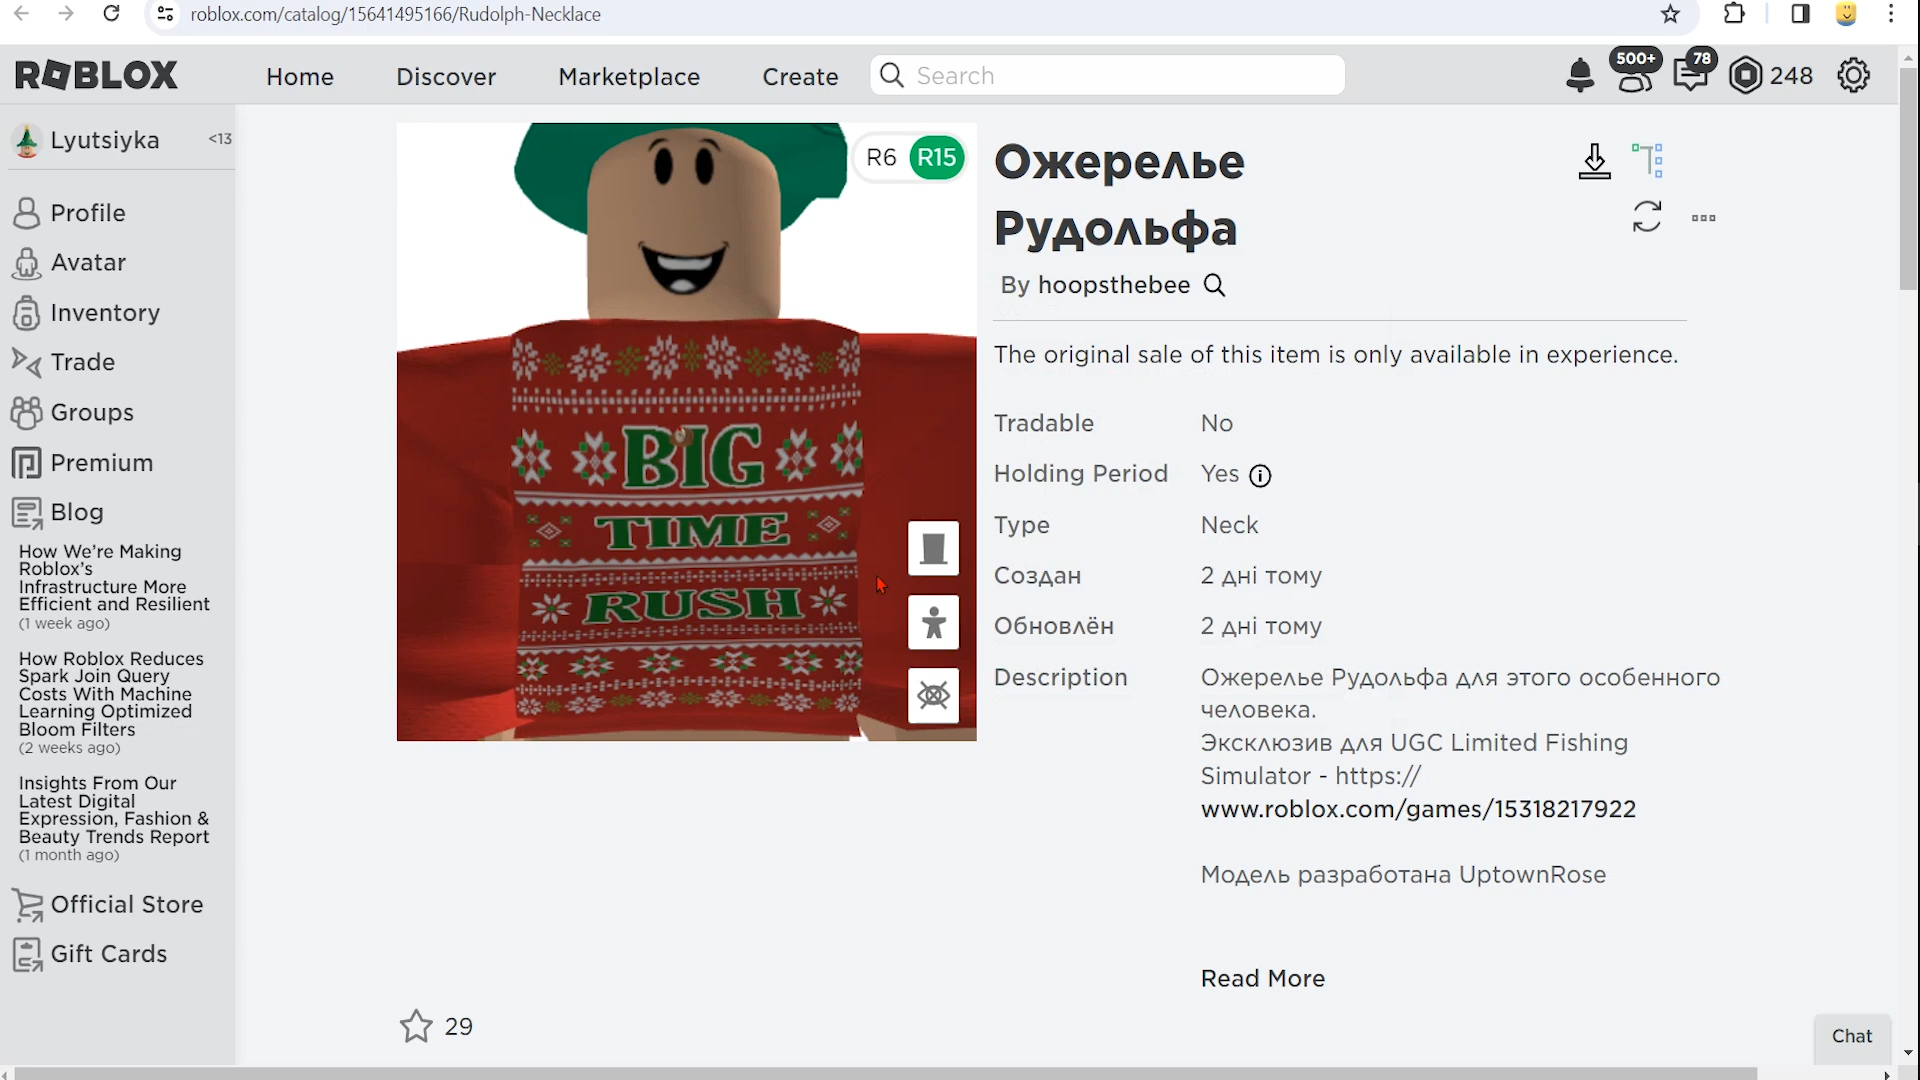 roblox.com/catalog/15641495166/Rudolph-Necklace
ROBLOX
Home
Discover
Marketplace
Create
Search
500+
78
248
Lyutsiyka
<13
Profile
Avatar
Inventory
Trade
Groups
Premium
Blog
How We're Making
Roblox's
Infrastructure More
Efficient and Resilient
(1 week ago)
How Roblox Reduces
Spark Join Query
Costs With Machine
Learning Optimized
Bloom Filters
(2 weeks ago)
Insights From Our
Latest Digital
Expression, Fashion &
Beauty Trends Report
(1 month ago)
Official Store
Gift Cards
R6
R15
BIG
TIME
RUSH
29
Ожерелье
Рудольфа
By hoopsthebee
The original sale of this item is only available in experience.
Tradable No
Holding Period Yes
Type Neck
Создан 2 дні тому
Обновлён 2 дні тому
Description Ожерелье Рудольфа для этого особенного
человека.
Эксклюзив для UGC Limited Fishing
Simulator - https://
www.roblox.com/games/15318217922
Модель разработана UptownRose
Read More
Chat